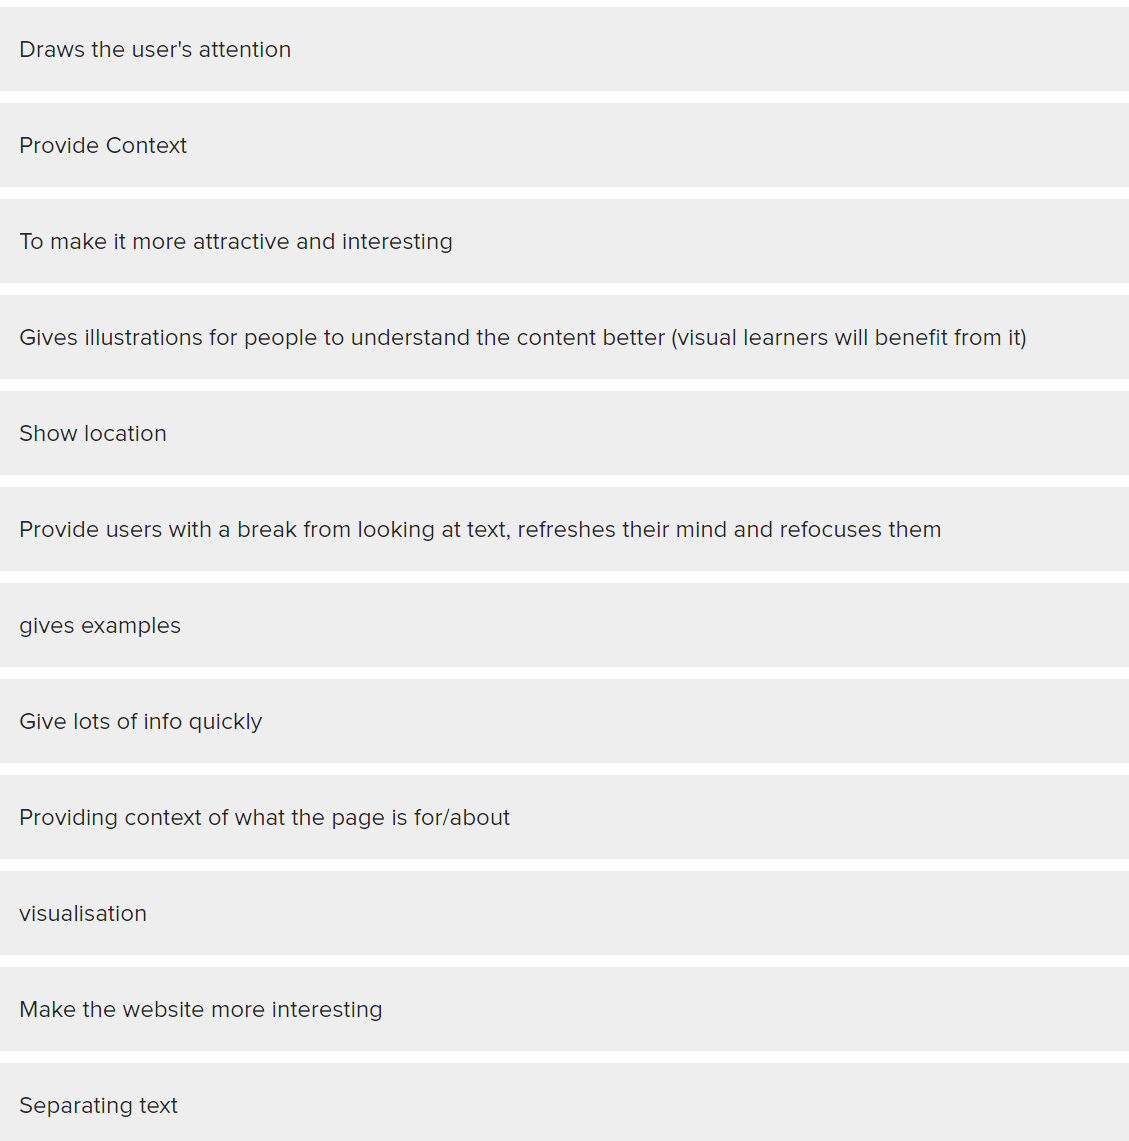 Draws the user's attention
Provide Context
To make it more attractive and interesting
Gives illustrations for people to understand the content better (visual learners will benefit from it)
Show location
Provide users with a break from looking at text, refreshes their mind and refocuses them
gives examples
Give lots of info quickly
Providing context of what the page is for/about
visualisation
Make the website more interesting
Separating text